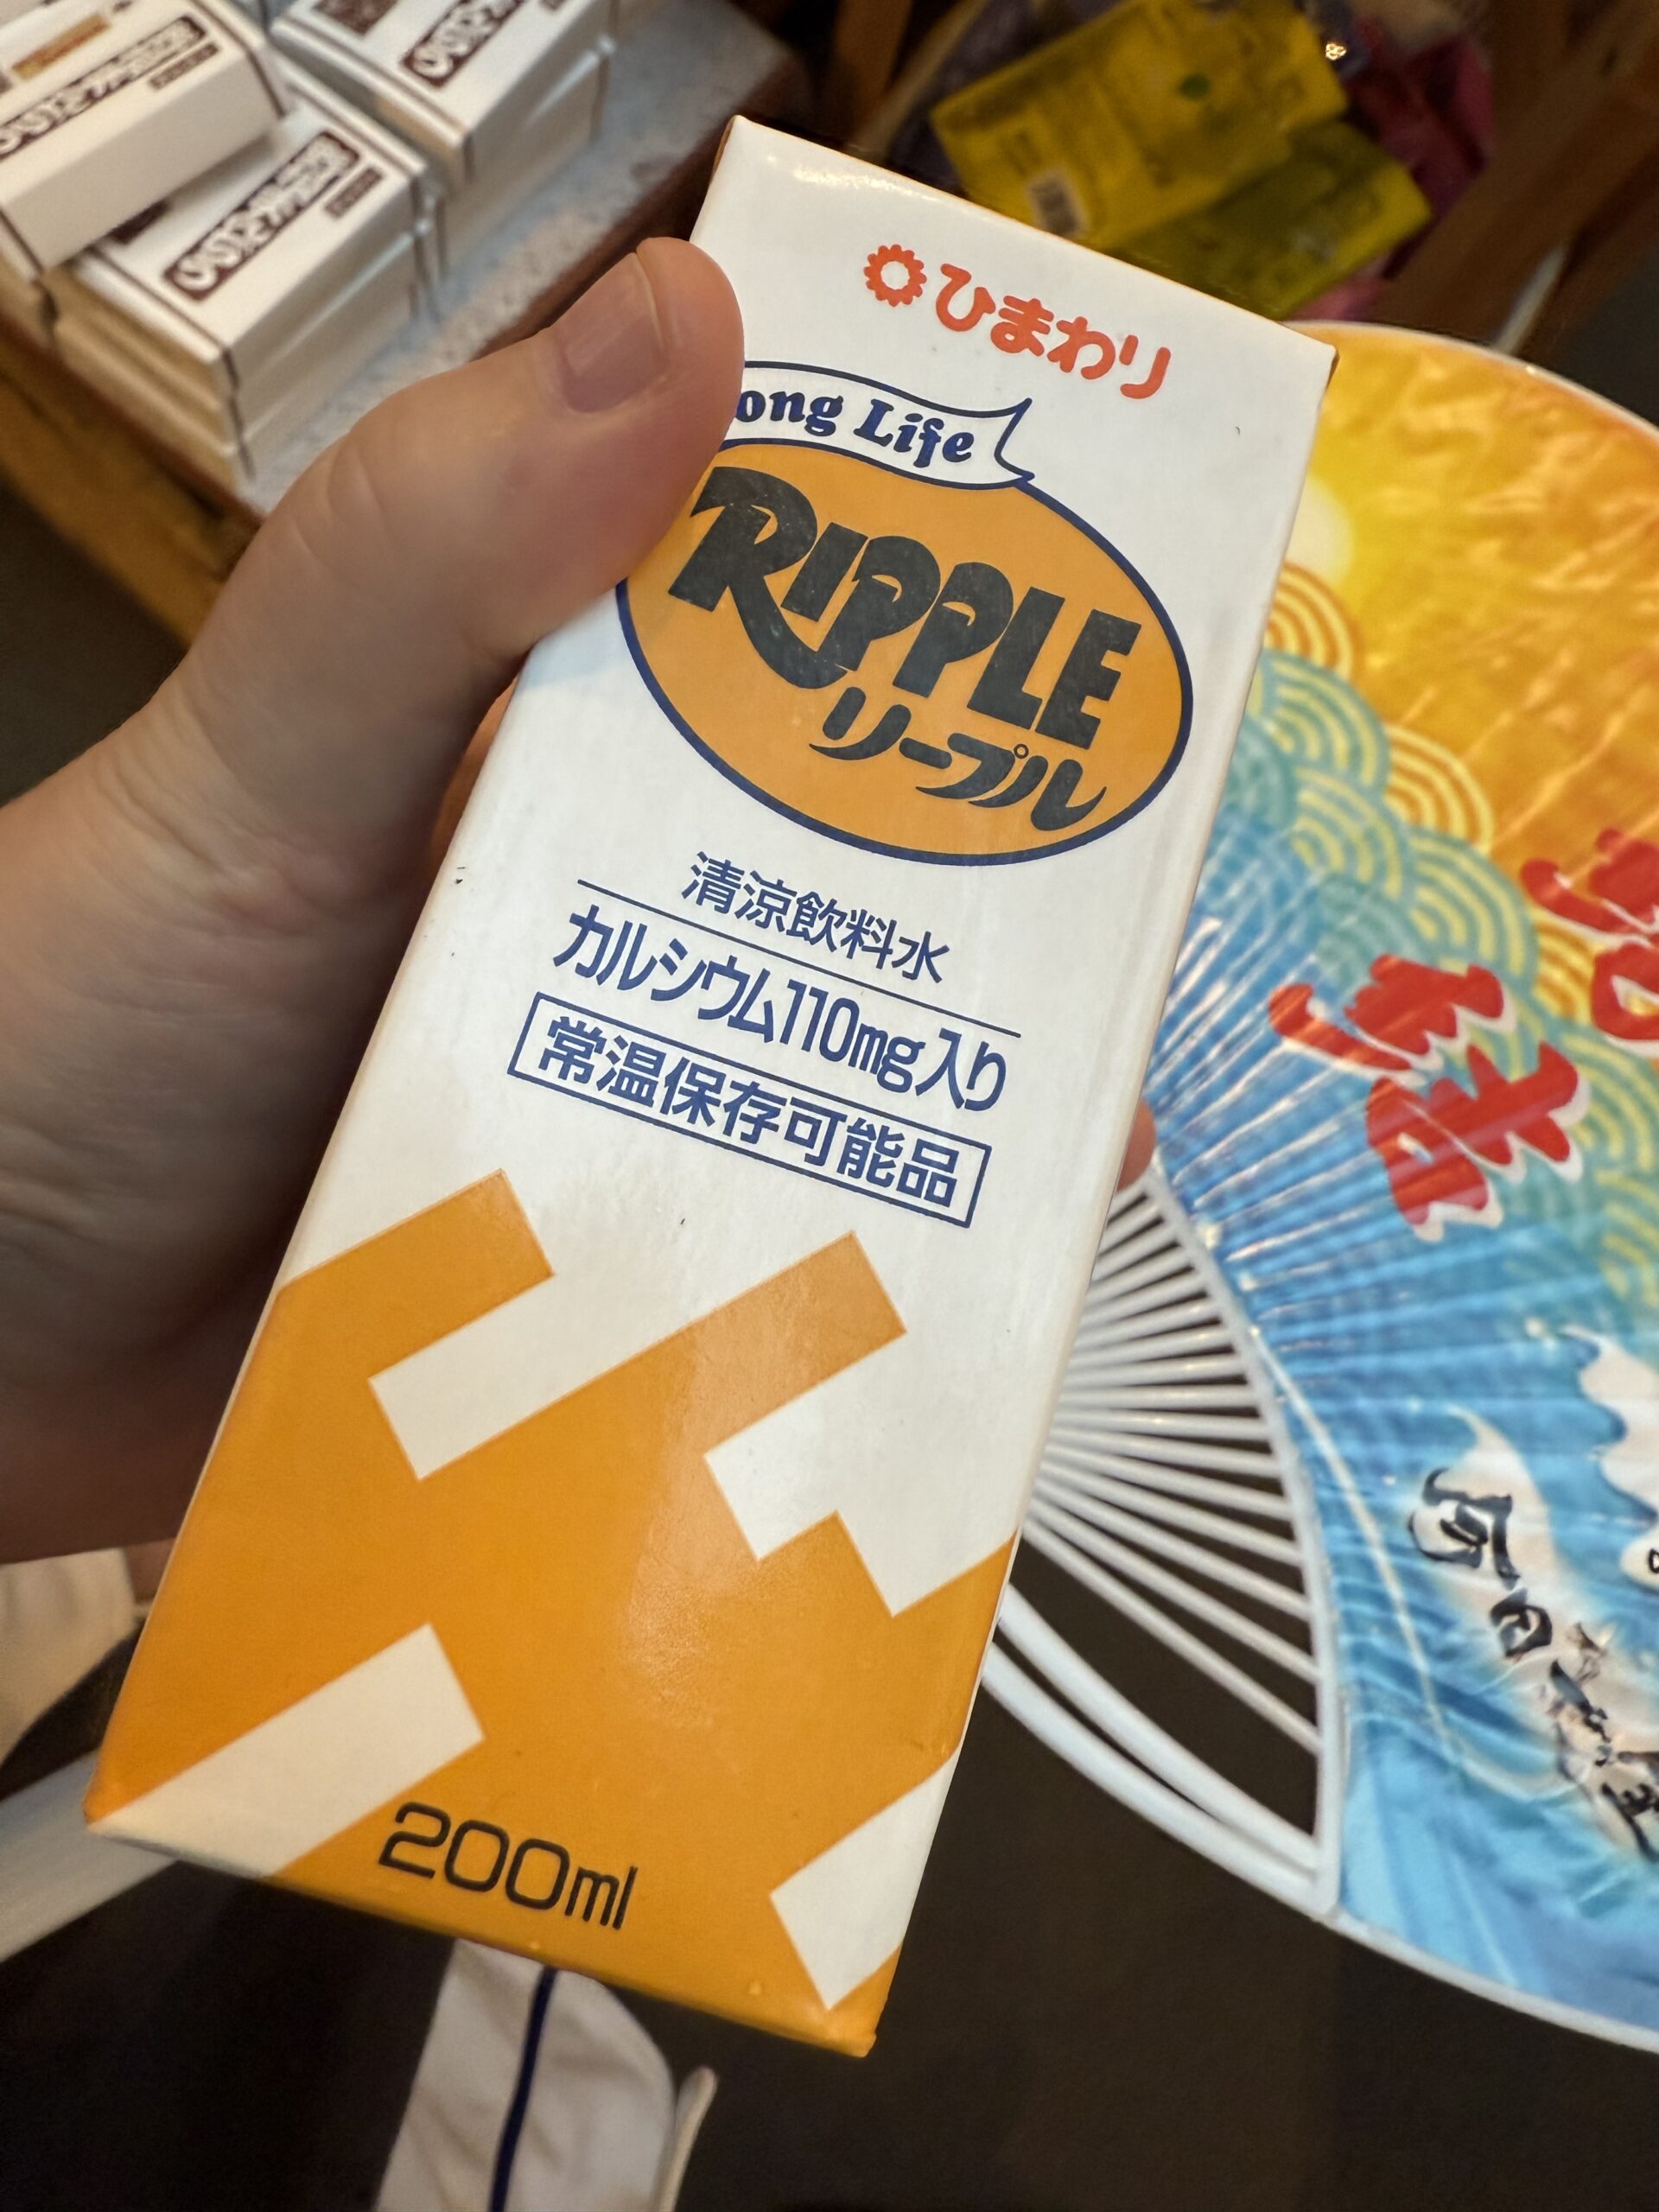 ひまわり
ong Life
RIPPLE
リープル
清涼飲料水
カルシウム110mg入り
常温保存可能品
200ml